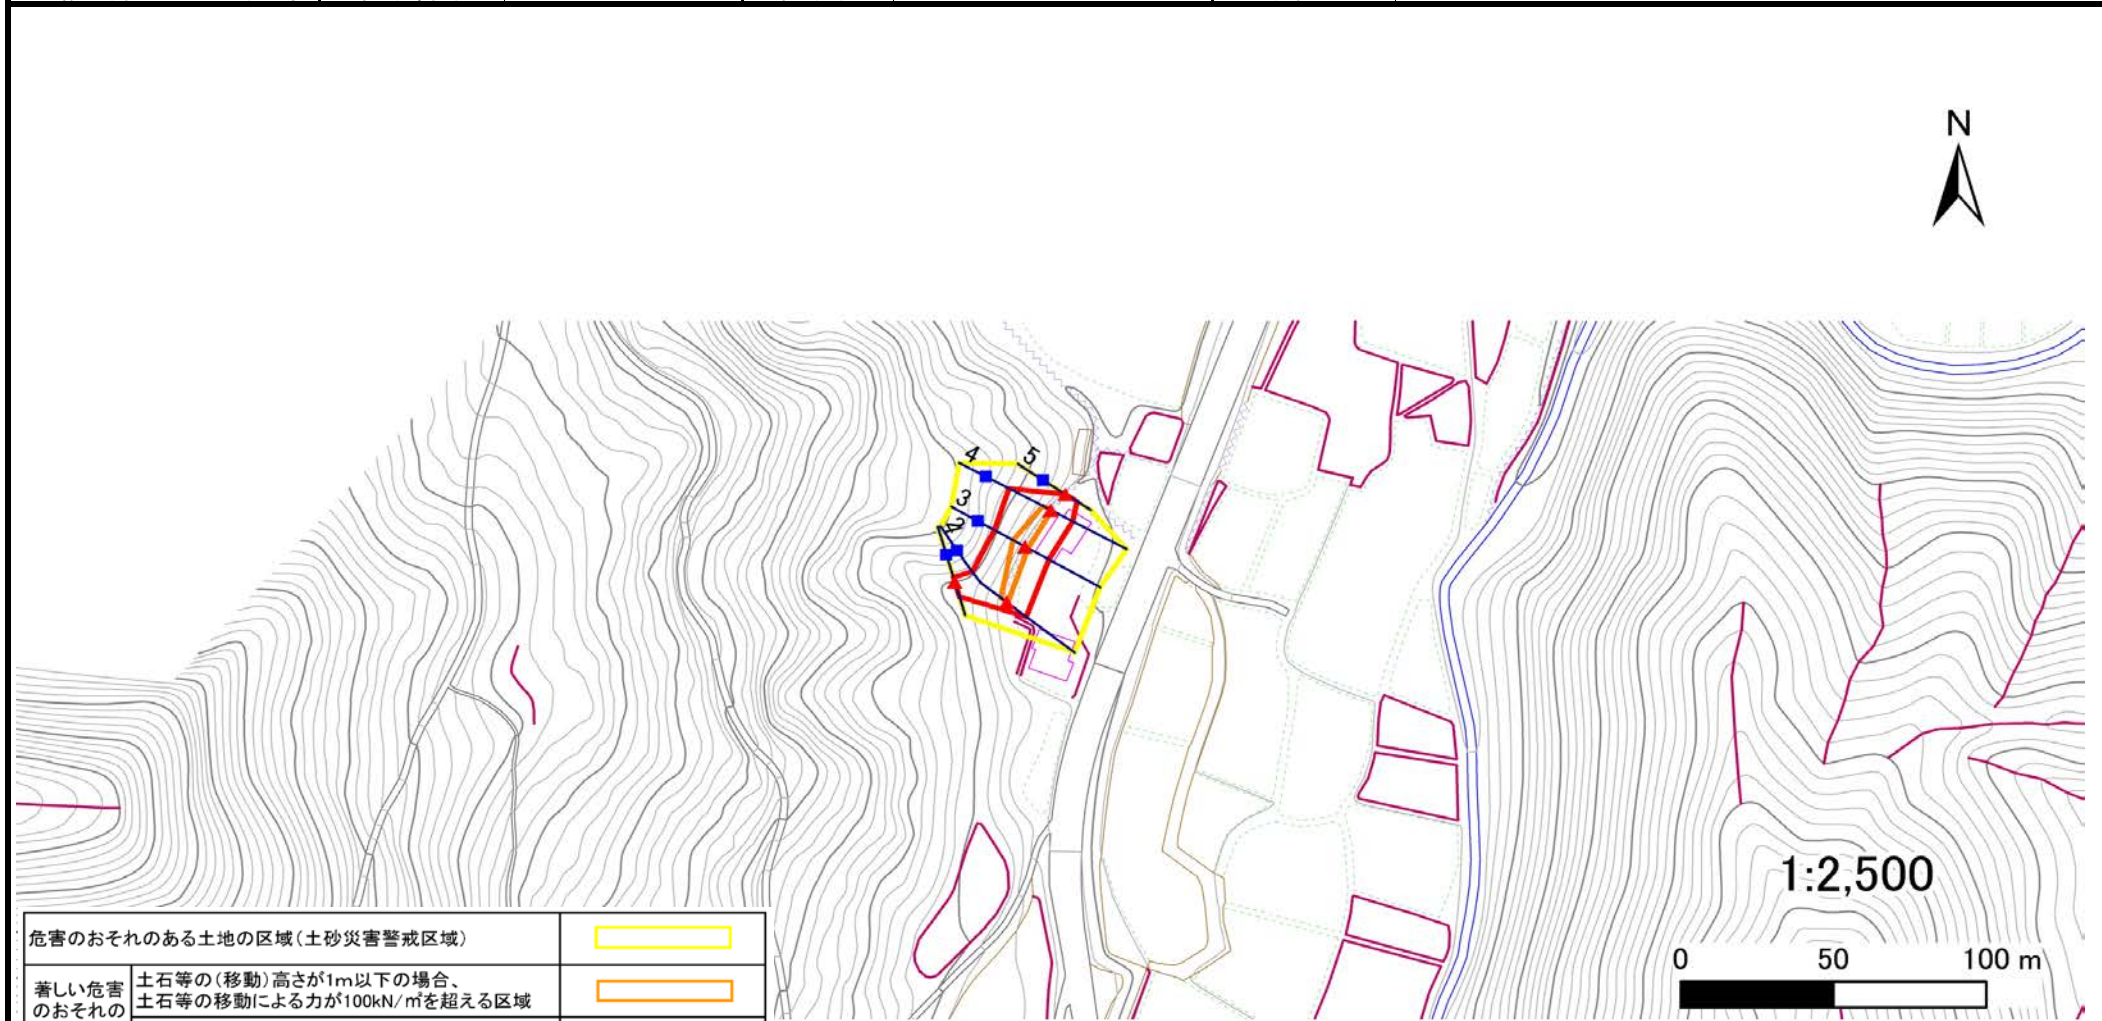 N
4
5
3
2
1:2,500
0 50 100 m
危害のおそれのある土地の区域(土砂災害警戒区域)
著しい危害
のおそれの
土石等の(移動)高さが1m以下の場合、
土石等の移動による力が100kN/㎡を超える区域